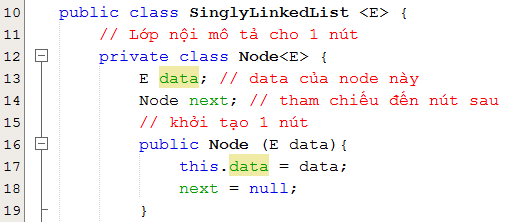 10 public class SinglyLinkedList <E> {
11 // Lớp nội mô tả cho 1 nút
12 private class Node<E> {
13 E data; // data của node này
14 Node next; // tham chiếu đến nút sau
15 // khởi tạo 1 nút
16 public Node (E data){
17 this.data = data;
18 next = null;
19 }